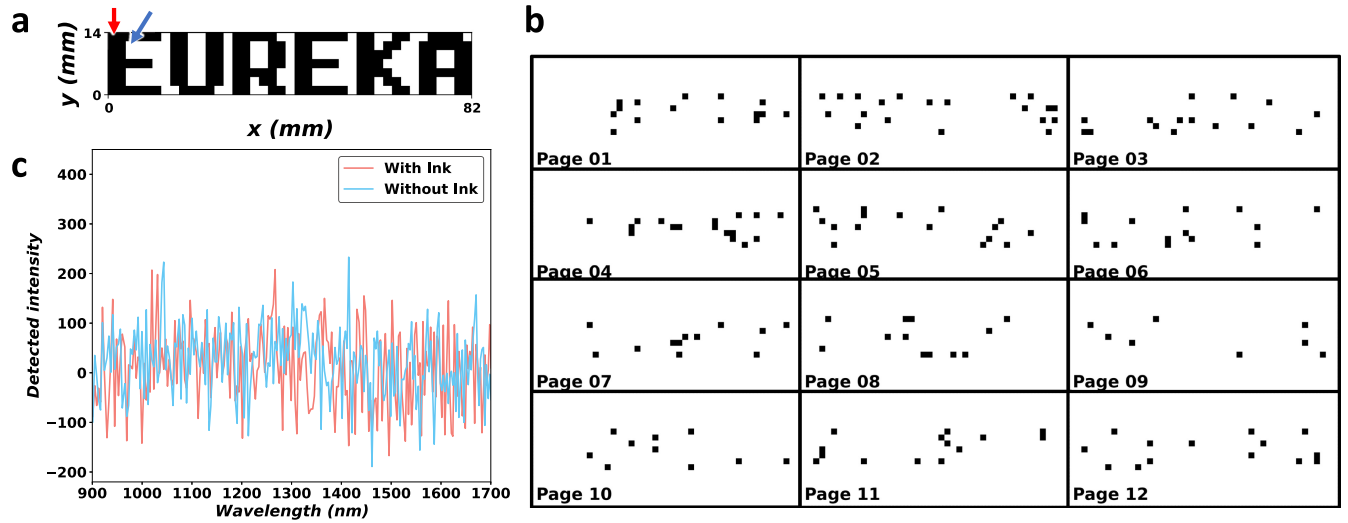 a
14
y (mm)
0
EUREKA
0
82
x (mm)
b
Page 01
Page 02
Page 03
Page 04
Page 05
Page 06
Page 07
Page 08
Page 09
Page 10
Page 11
Page 12
c
400
300
200
100
0
−100
−200
Detected intensity
With Ink
Without Ink
900
1000
1100
1200
1300
1400
1500
1600
1700
Wavelength (nm)